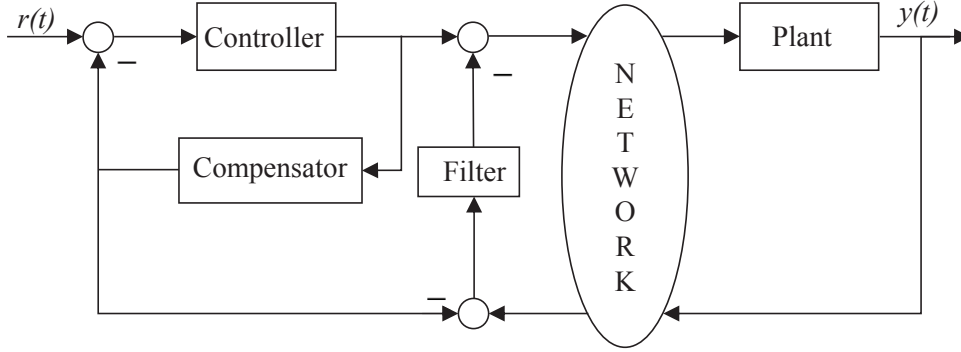 r(t)
Controller
Plant
y(t)
−
−
Compensator
Filter
N
E
T
W
O
R
K
−